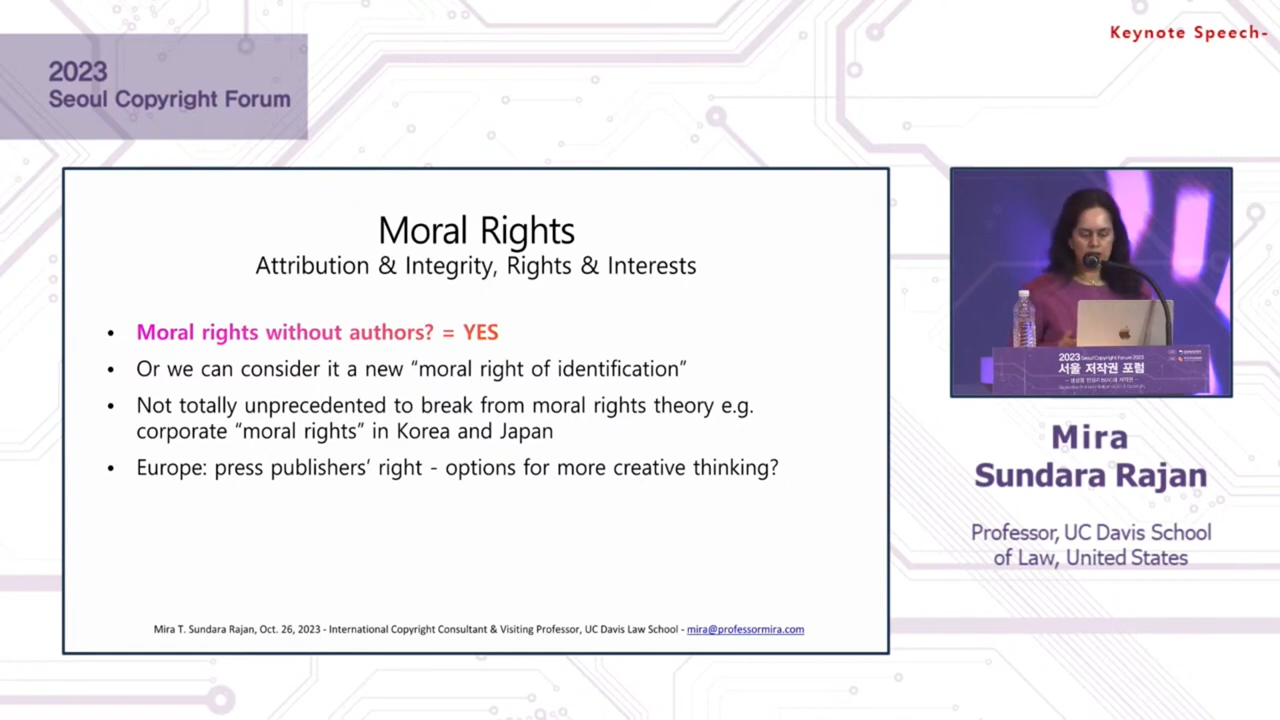 Keynote Speech-
2023
Seoul Copyright Forum
Moral Rights
Attribution & Integrity, Rights & Interests
• Moral rights without authors? = YES
• Or we can consider it a new “moral right of identification”
• Not totally unprecedented to break from moral rights theory e.g.
corporate “moral rights” in Korea and Japan
• Europe: press publishers’ right - options for more creative thinking?
Mira T. Sundara Rajan, Oct. 26, 2023 - International Copyright Consultant & Visiting Professor, UC Davis Law School - mira@professormira.com
2023 Seoul Copyright Forum 2023
서울 저작권 포럼
Mira
Sundara Rajan
Professor, UC Davis School
of Law, United States